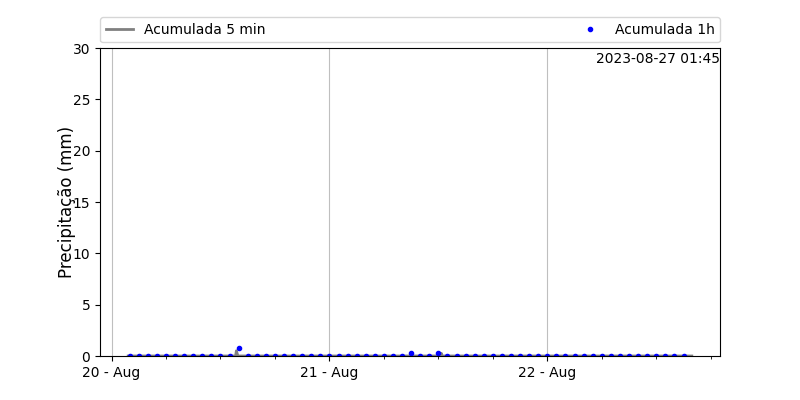 Acumulada 5 min
Acumulada 1h
2023-08-27 01:45
Precipitação (mm)
30
25
20
15
10
5
0
20 - Aug
21 - Aug
22 - Aug